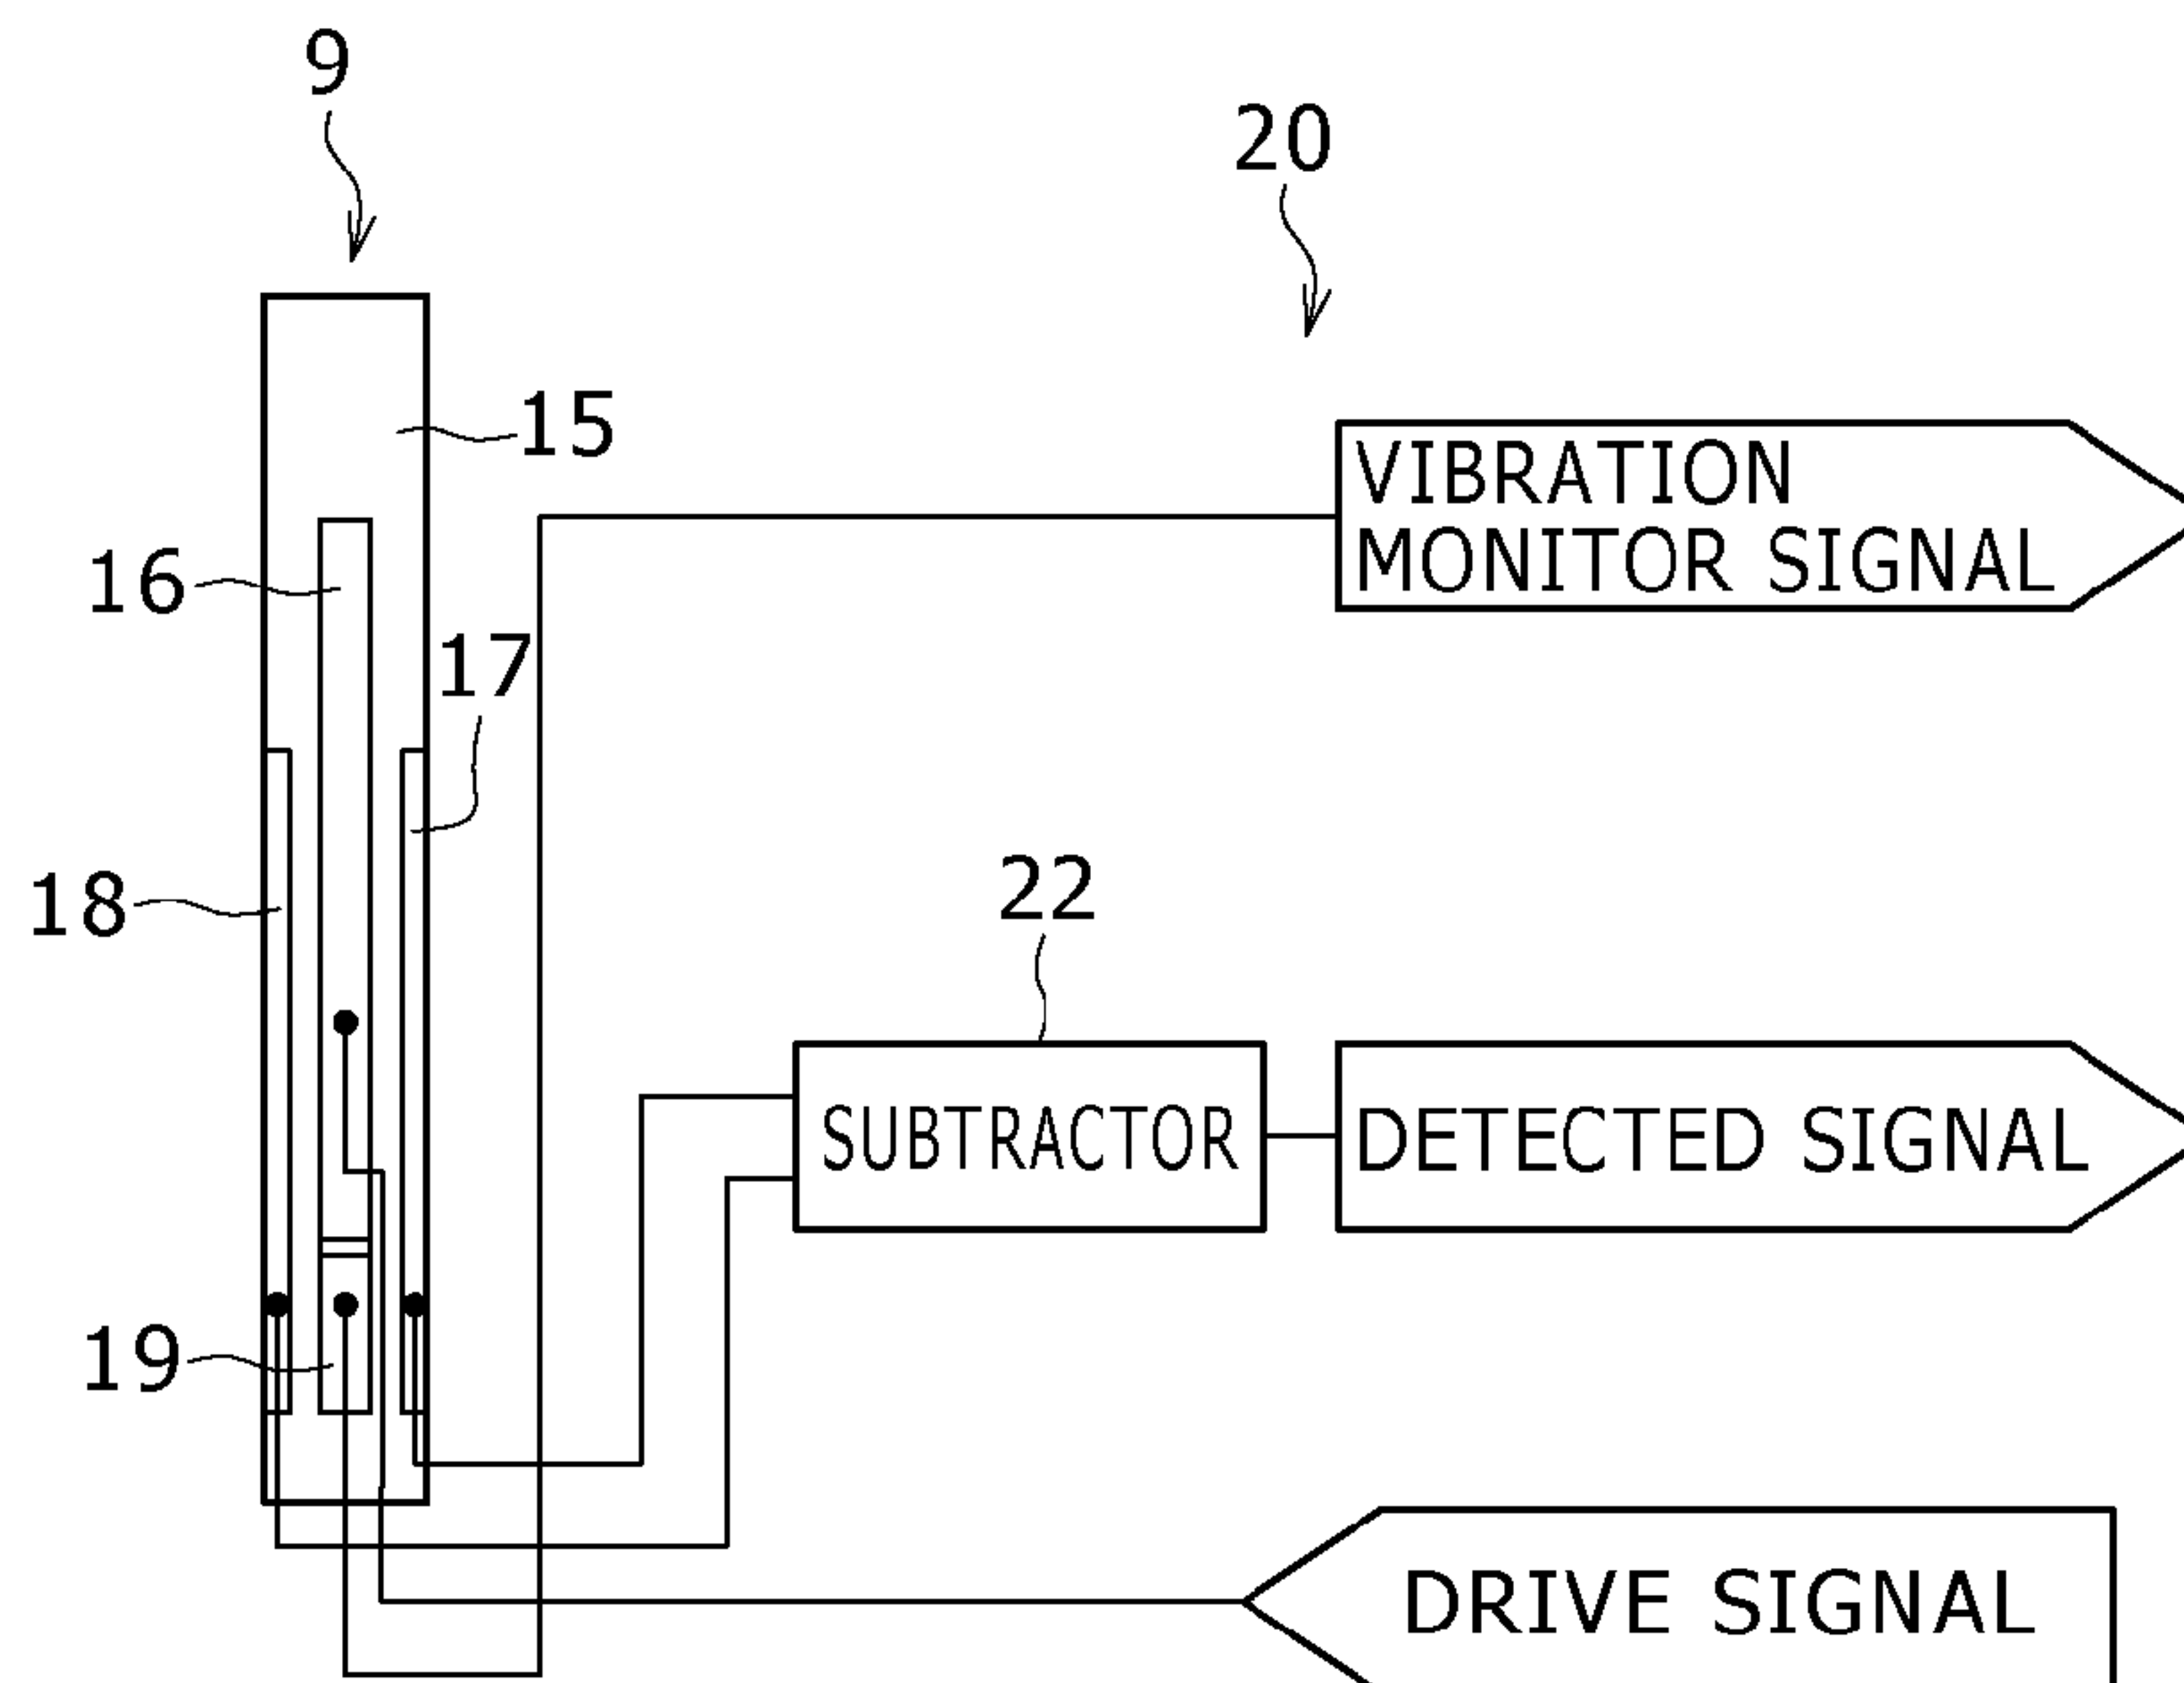 9
20
15
VIBRATION
MONITOR SIGNAL
16
17
18
22
SUBTRACTOR
DETECTED SIGNAL
19
DRIVE SIGNAL